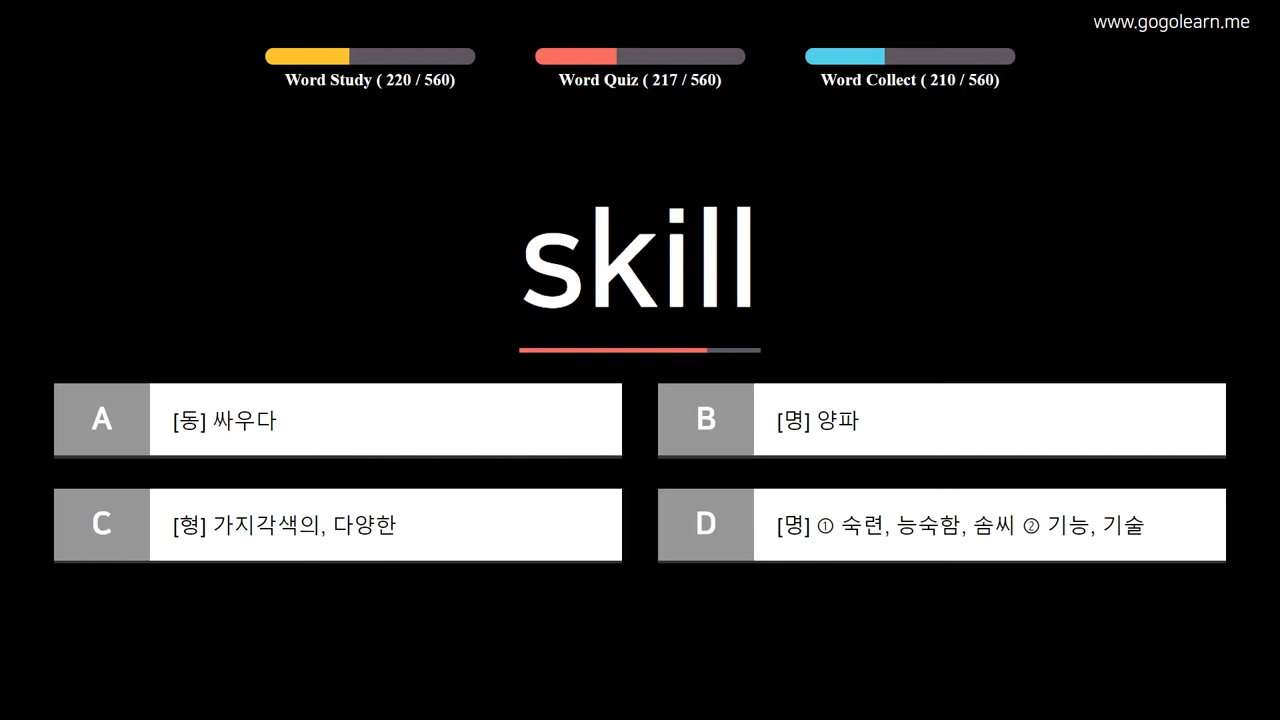 www.gogolearn.me
Word Study ( 220 / 560)
Word Quiz ( 217 / 560)
Word Collect ( 210 / 560)
skill
A
[동] 싸우다
B
[명] 양파
C
[형] 가지각색의, 다양한
D
[명] ① 숙련, 능숙함, 솜씨 ② 기능, 기술